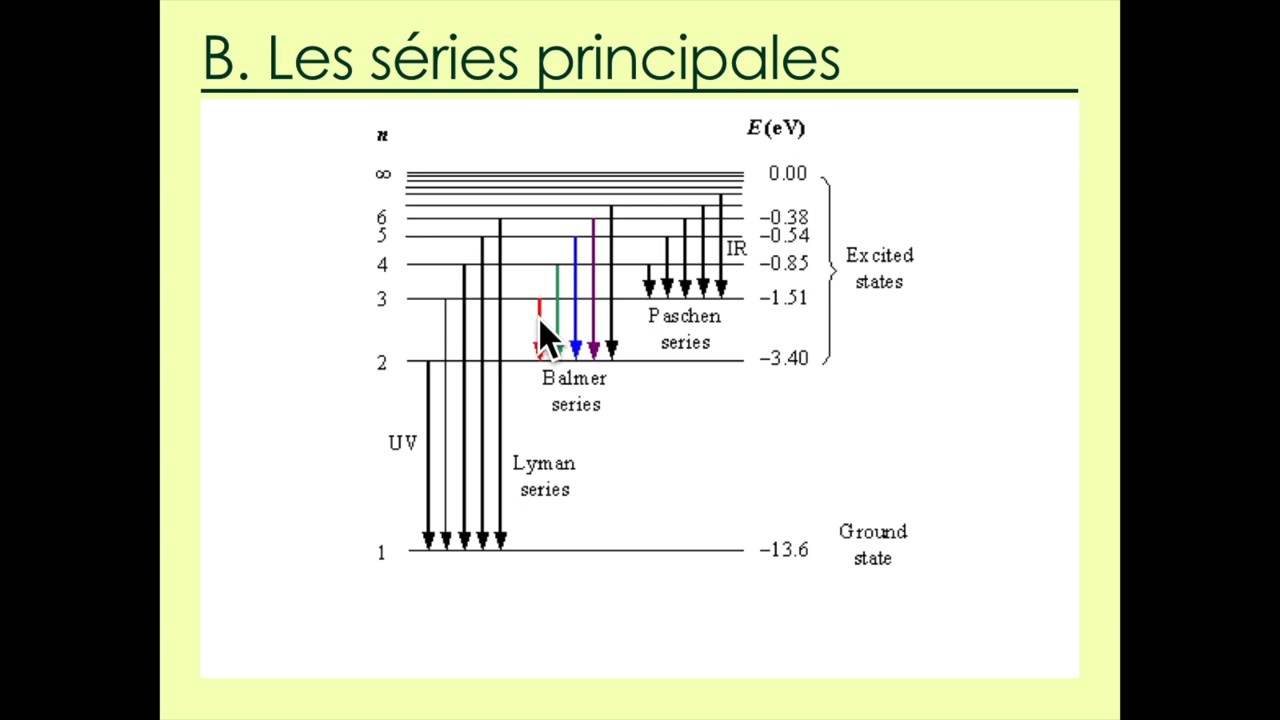 B. Les séries principales
n
E(eV)
∞
0.00
6
−0.38
5
−0.54
IR
4
−0.85
Excited
states
3
−1.51
Paschen
series
2
−3.40
Balmer
series
UV
Lyman
series
Ground
state
1
−13.6